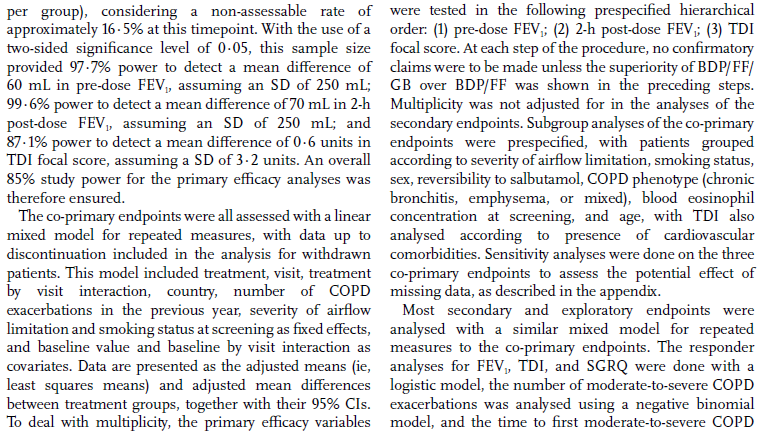 per group), considering a non-assessable rate of
approximately 16·5% at this timepoint. With the use of a
two-sided significance level of 0·05, this sample size
provided 97·7% power to detect a mean difference of
60 mL in pre-dose FEV₁, assuming an SD of 250 mL;
99·6% power to detect a mean difference of 70 mL in 2-h
post-dose FEV₁, assuming an SD of 250 mL; and
87·1% power to detect a mean difference of 0·6 units in
TDI focal score, assuming a SD of 3·2 units. An overall
85% study power for the primary efficacy analyses was
therefore ensured.
The co-primary endpoints were all assessed with a linear
mixed model for repeated measures, with data up to
discontinuation included in the analysis for withdrawn
patients. This model included treatment, visit, treatment
by visit interaction, country, number of COPD
exacerbations in the previous year, severity of airflow
limitation and smoking status at screening as fixed effects,
and baseline value and baseline by visit interaction as
covariates. Data are presented as the adjusted means (ie,
least squares means) and adjusted mean differences
between treatment groups, together with their 95% CIs.
To deal with multiplicity, the primary efficacy variables
were tested in the following prespecified hierarchical
order: (1) pre-dose FEV₁; (2) 2-h post-dose FEV₁; (3) TDI
focal score. At each step of the procedure, no confirmatory
claims were to be made unless the superiority of BDP/FF/
GB over BDP/FF was shown in the preceding steps.
Multiplicity was not adjusted for in the analyses of the
secondary endpoints. Subgroup analyses of the co-primary
endpoints were prespecified, with patients grouped
according to severity of airflow limitation, smoking status,
sex, reversibility to salbutamol, COPD phenotype (chronic
bronchitis, emphysema, or mixed), blood eosinophil
concentration at screening, and age, with TDI also
analysed according to presence of cardiovascular
comorbidities. Sensitivity analyses were done on the three
co-primary endpoints to assess the potential effect of
missing data, as described in the appendix.
Most secondary and exploratory endpoints were
analysed with a similar mixed model for repeated
measures to the co-primary endpoints. The responder
analyses for FEV₁, TDI, and SGRQ were done with a
logistic model, the number of moderate-to-severe COPD
exacerbations was analysed using a negative binomial
model, and the time to first moderate-to-severe COPD